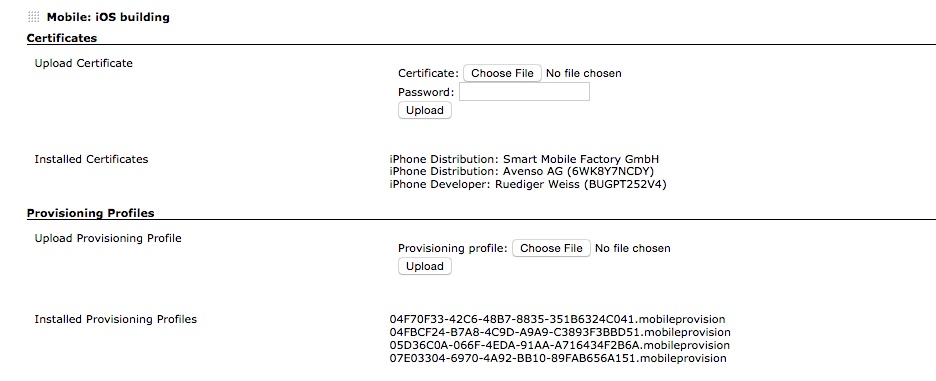 Mobile: iOS building
Certificates
Upload Certificate
Certificate: Choose File No file chosen
Password:
Upload
Installed Certificates
iPhone Distribution: Smart Mobile Factory GmbH
iPhone Distribution: Avenso AG (6WK8Y7NCDY)
iPhone Developer: Ruediger Weiss (BUGPT252V4)
Provisioning Profiles
Upload Provisioning Profile
Provisioning profile: Choose File No file chosen
Upload
Installed Provisioning Profiles
04F70F33-42C6-48B7-8835-351B6324C041.mobileprovision
04FBCF24-B7A8-4C9D-A9A9-C3893F3BBD51.mobileprovision
05D36C0A-066F-4EDA-91AA-A716434F2B6A.mobileprovision
07E03304-6970-4A92-BB10-89FAB656A151.mobileprovision